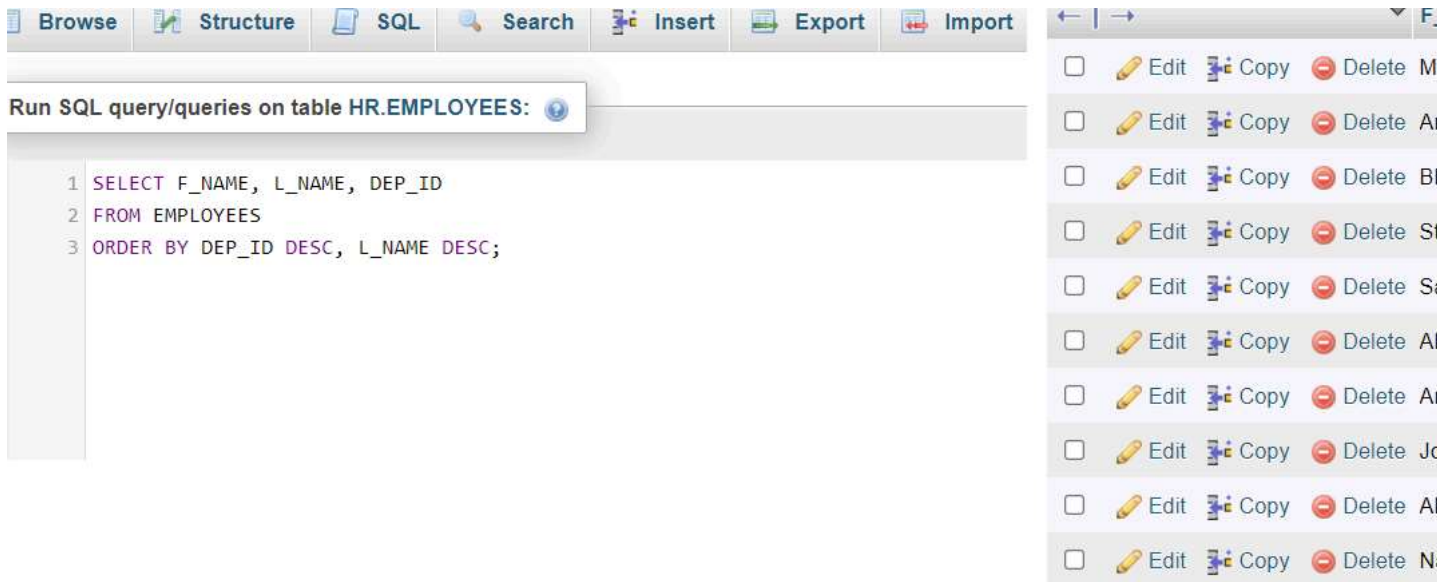 Browse Structure SQL Search Insert Export Import
Run SQL query/queries on table HR.EMPLOYEES:
1 SELECT F_NAME, L_NAME, DEP_ID
2 FROM EMPLOYEES
3 ORDER BY DEP_ID DESC, L_NAME DESC;
Edit Copy Delete
Edit Copy Delete
Edit Copy Delete
Edit Copy Delete
Edit Copy Delete
Edit Copy Delete
Edit Copy Delete
Edit Copy Delete
Edit Copy Delete
Edit Copy Delete